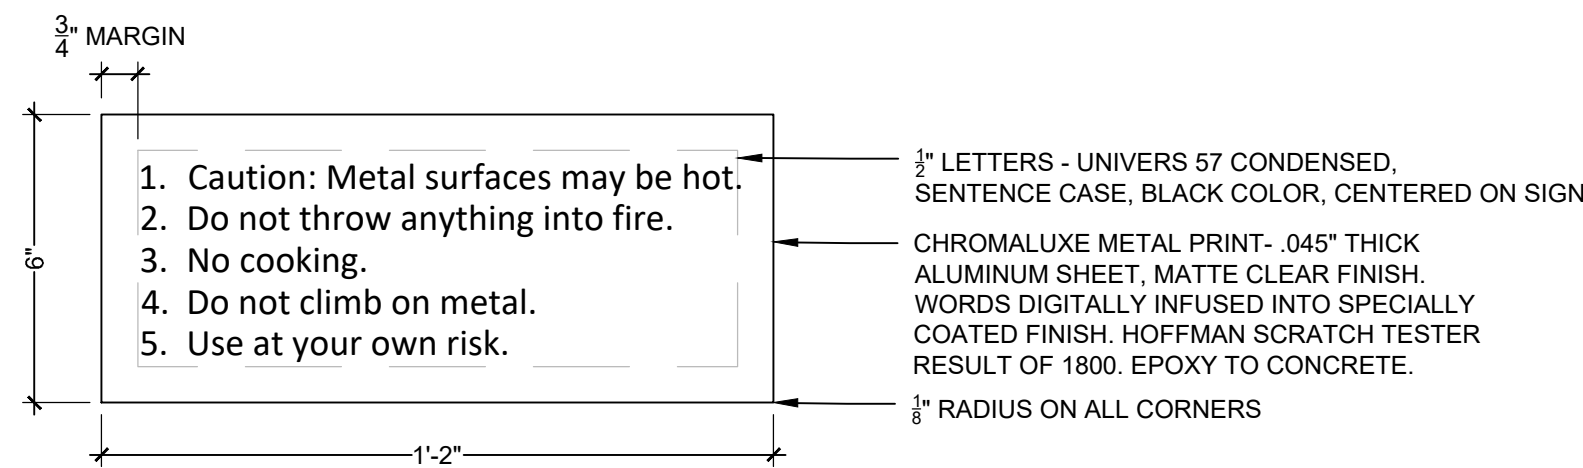 3/4" MARGIN
6"
1. Caution: Metal surfaces may be hot.
2. Do not throw anything into fire.
3. No cooking.
4. Do not climb on metal.
5. Use at your own risk.
1'-2"
1/2" LETTERS - UNIVERS 57 CONDENSED,
SENTENCE CASE, BLACK COLOR, CENTERED ON SIGN
CHROMALUXE METAL PRINT- .045" THICK
ALUMINUM SHEET, MATTE CLEAR FINISH.
WORDS DIGITALLY INFUSED INTO SPECIALLY
COATED FINISH. HOFFMAN SCRATCH TESTER
RESULT OF 1800. EPOXY TO CONCRETE.
1/8" RADIUS ON ALL CORNERS